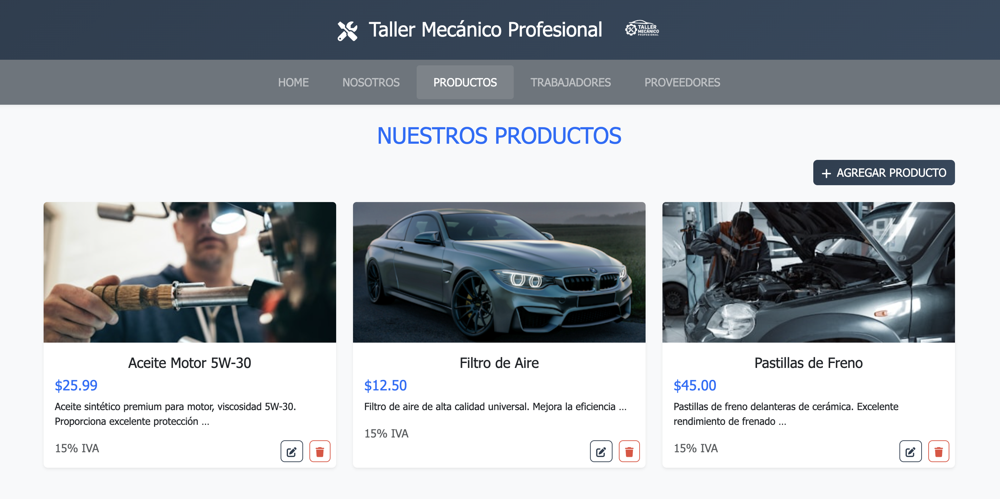 Taller Mecánico Profesional
TALLER
MECÁNICO
PROFESIONAL
HOME NOSOTROS PRODUCTOS TRABAJADORES PROVEEDORES
NUESTROS PRODUCTOS
+ AGREGAR PRODUCTO
Aceite Motor 5W-30
$25.99
Aceite sintético premium para motor, viscosidad 5W-30.
Proporciona excelente protección ...
15% IVA
Filtro de Aire
$12.50
Filtro de aire de alta calidad universal. Mejora la eficiencia ...
15% IVA
Pastillas de Freno
$45.00
Pastillas de freno delanteras de cerámica. Excelente
rendimiento de frenado ...
15% IVA